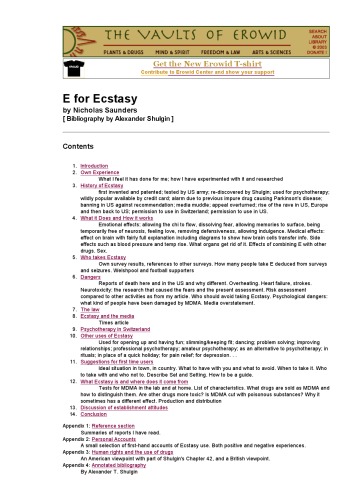 THE VAULTS OF EROWID
SEARCH
ABOUT
LIBRARY
© 2003
DONATE !
PLANTS & DRUGS MIND & SPIRIT FREEDOM & LAW ARTS & SCIENCES
Get the New Erowid T-shirt
Contribute to Erowid Center and show your support
E for Ecstasy
by Nicholas Saunders
[ Bibliography by Alexander Shulgin ]
Contents
1. Introduction
2. Own Experience
What I feel it has done for me; how I have experimented with it and researched
3. History of Ecstasy
first invented and patented; tested by US army; re-discovered by Shulgin; used for psychotherapy;
wildly popular available by credit card; alarm due to previous impure drug causing Parkinson's disease;
banning in US against recommendation; media muddle; appeal overturned; rise of the rave in US, Europe
and then back to US; permission to use in Switzerland; permission to use in US.
4. What it Does and How it works
Emotional effects: allowing the chi to flow, dissolving fear, allowing memories to surface, being
temporarily free of neurosis, feeling love, removing defensiveness, allowing indulgence. Medical effects:
effect on brain with fairly full explanation including diagrams to show how brain cells transfer info. Side
effects such as blood pressure and temp rise. What organs get rid of it. Effects of combining E with other
drugs. Sex.
5. Who takes Ecstasy
Own survey results, references to other surveys. How many people take E deduced from surveys
and seizures. Welshpool and football supporters
6. Dangers
Reports of death here in the US and why different. Overheating. Heart failure, strokes.
Neurotoxicity: the research that caused the fears and the present assessment. Risk assessment
compared to other activities as from my article. Who should avoid taking Ecstasy. Psychological dangers:
what kind of people have been damaged by MDMA. Media overstatement.
7. The law
8. Ecstasy and the media
Times article
9. Psychotherapy in Switzerland
10. Other uses of Ecstasy
Used for opening up and having fun; slimming/keeping fit; dancing; problem solving; improving
relationships; professional psychotherapy; amateur psychotherapy; as an alternative to psychotherapy; in
rituals; in place of a quick holiday; for pain relief; for depression. . .
11. Suggestions for first time users
Ideal situation in town, in country. What to have with you and what to avoid. When to take it. Who
to take with and who not to. Describe Set and Setting. How to be a guide.
12. What Ecstasy is and where does it come from
Tests for MDMA in the lab and at home. List of characteristics. What drugs are sold as MDMA and
how to distinguish them. Are other drugs more toxic? Is MDMA cut with poisonous substances? Why it
sometimes has a different effect. Production and distribution
13. Discussion of establishment attitudes
14. Conclusion
Appendix 1: Reference section
Summaries of reports I have read.
Appendix 2: Personal Accounts
A small selection of first-hand accounts of Ecstasy use. Both positive and negative experiences.
Appendix 3: Human rights and the use of drugs
An American viewpoint with part of Shulgin's Chapter 42, and a British viewpoint.
Appendix 4: Annotated bibliography
By Alexander T. Shulgin